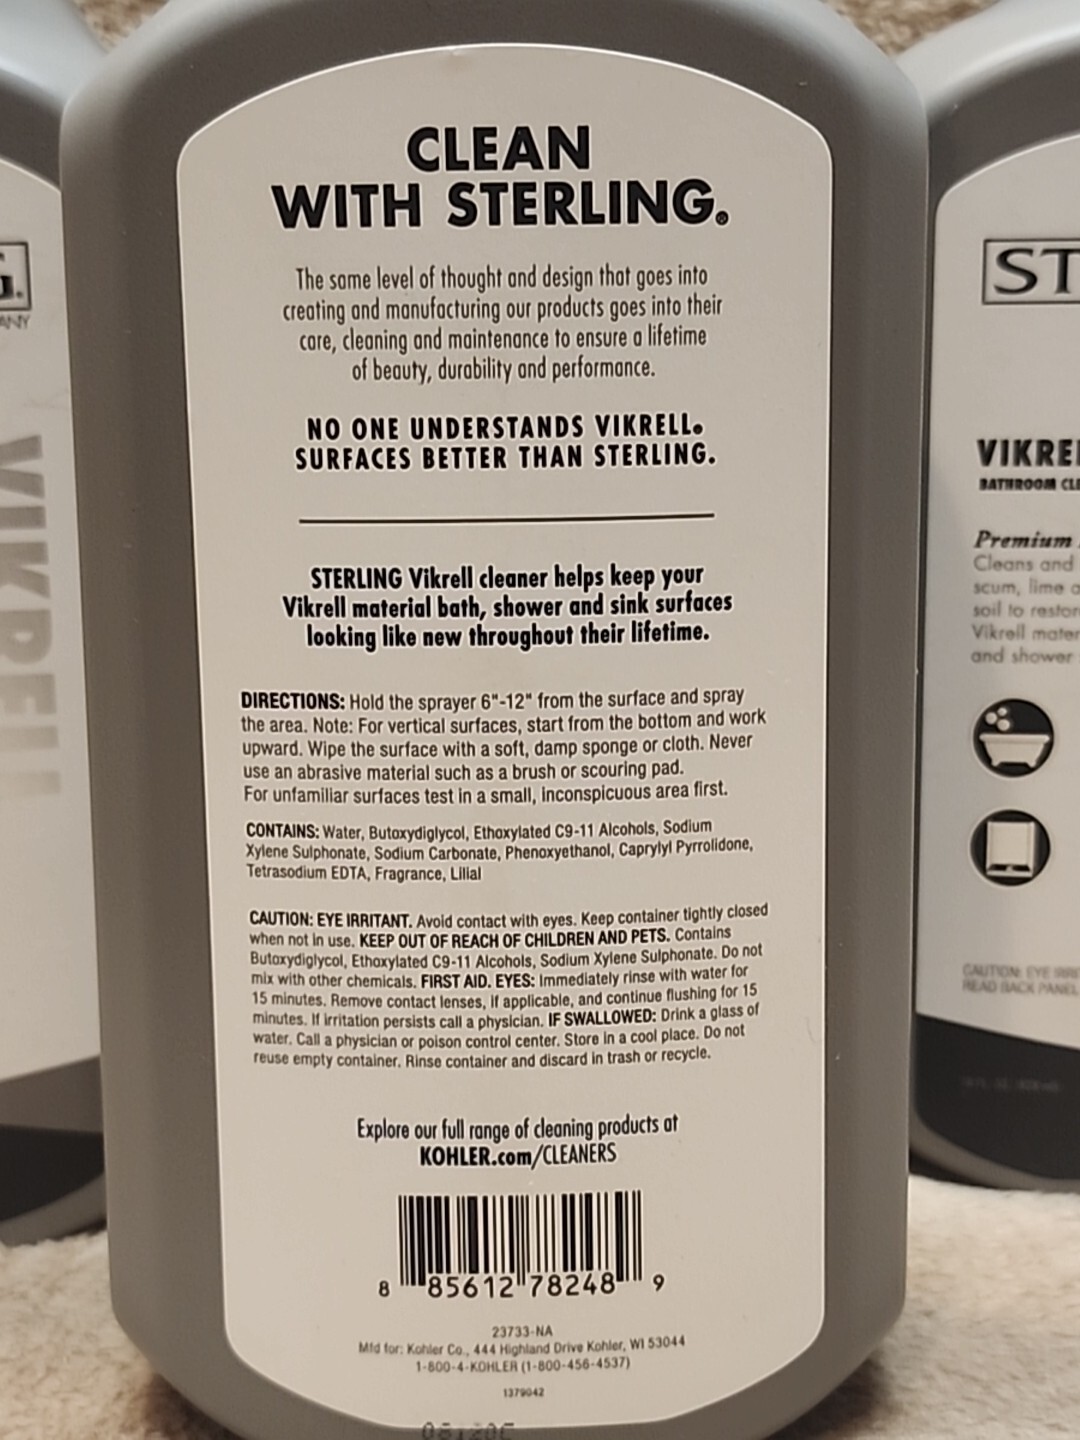 CLEAN
WITH STERLING®
The same level of thought and design that goes into
creating and manufacturing our products goes into their
care, cleaning and maintenance to ensure a lifetime
of beauty, durability and performance.
NO ONE UNDERSTANDS VIKRELL®
SURFACES BETTER THAN STERLING.
STERLING Vikrell cleaner helps keep your
Vikrell material bath, shower and sink surfaces
looking like new throughout their lifetime.
DIRECTIONS: Hold the sprayer 6"-12" from the surface and spray
the area. Note: For vertical surfaces, start from the bottom and work
upward. Wipe the surface with a soft, damp sponge or cloth. Never
use an abrasive material such as a brush or scouring pad.
For unfamiliar surfaces test in a small, inconspicuous area first.
CONTAINS: Water, Butoxydiglycol, Ethoxylated C9-11 Alcohols, Sodium
Xylene Sulphonate, Sodium Carbonate, Phenoxyethanol, Caprylyl Pyrrolidone,
Tetrasodium EDTA, Fragrance, Lilial
CAUTION: EYE IRRITANT. Avoid contact with eyes. Keep container tightly closed
when not in use. KEEP OUT OF REACH OF CHILDREN AND PETS. Contains
Butoxydiglycol, Ethoxylated C9-11 Alcohols, Sodium Xylene Sulphonate. Do not
mix with other chemicals. FIRST AID. EYES: Immediately rinse with water for
15 minutes. Remove contact lenses, if applicable, and continue flushing for 15
minutes. If irritation persists call a physician. IF SWALLOWED: Drink a glass of
water. Call a physician or poison control center. Store in a cool place. Do not
reuse empty container. Rinse container and discard in trash or recycle.
Explore our full range of cleaning products at
KOHLER.com/CLEANERS
8 85612 78248 9
23733-NA
Mfd for: Kohler Co., 444 Highland Drive Kohler, WI 53044
1-800-4-KOHLER (1-800-456-4537)
1379042
G.
ANY
VIKRELL
ST
VIKREL
BATHROOM CLE
Premium
Cleans and
scum, lime
soil to restor
Vikrell mater
and shower
CAUTION: EYE IRRI
READ BACK PANEL